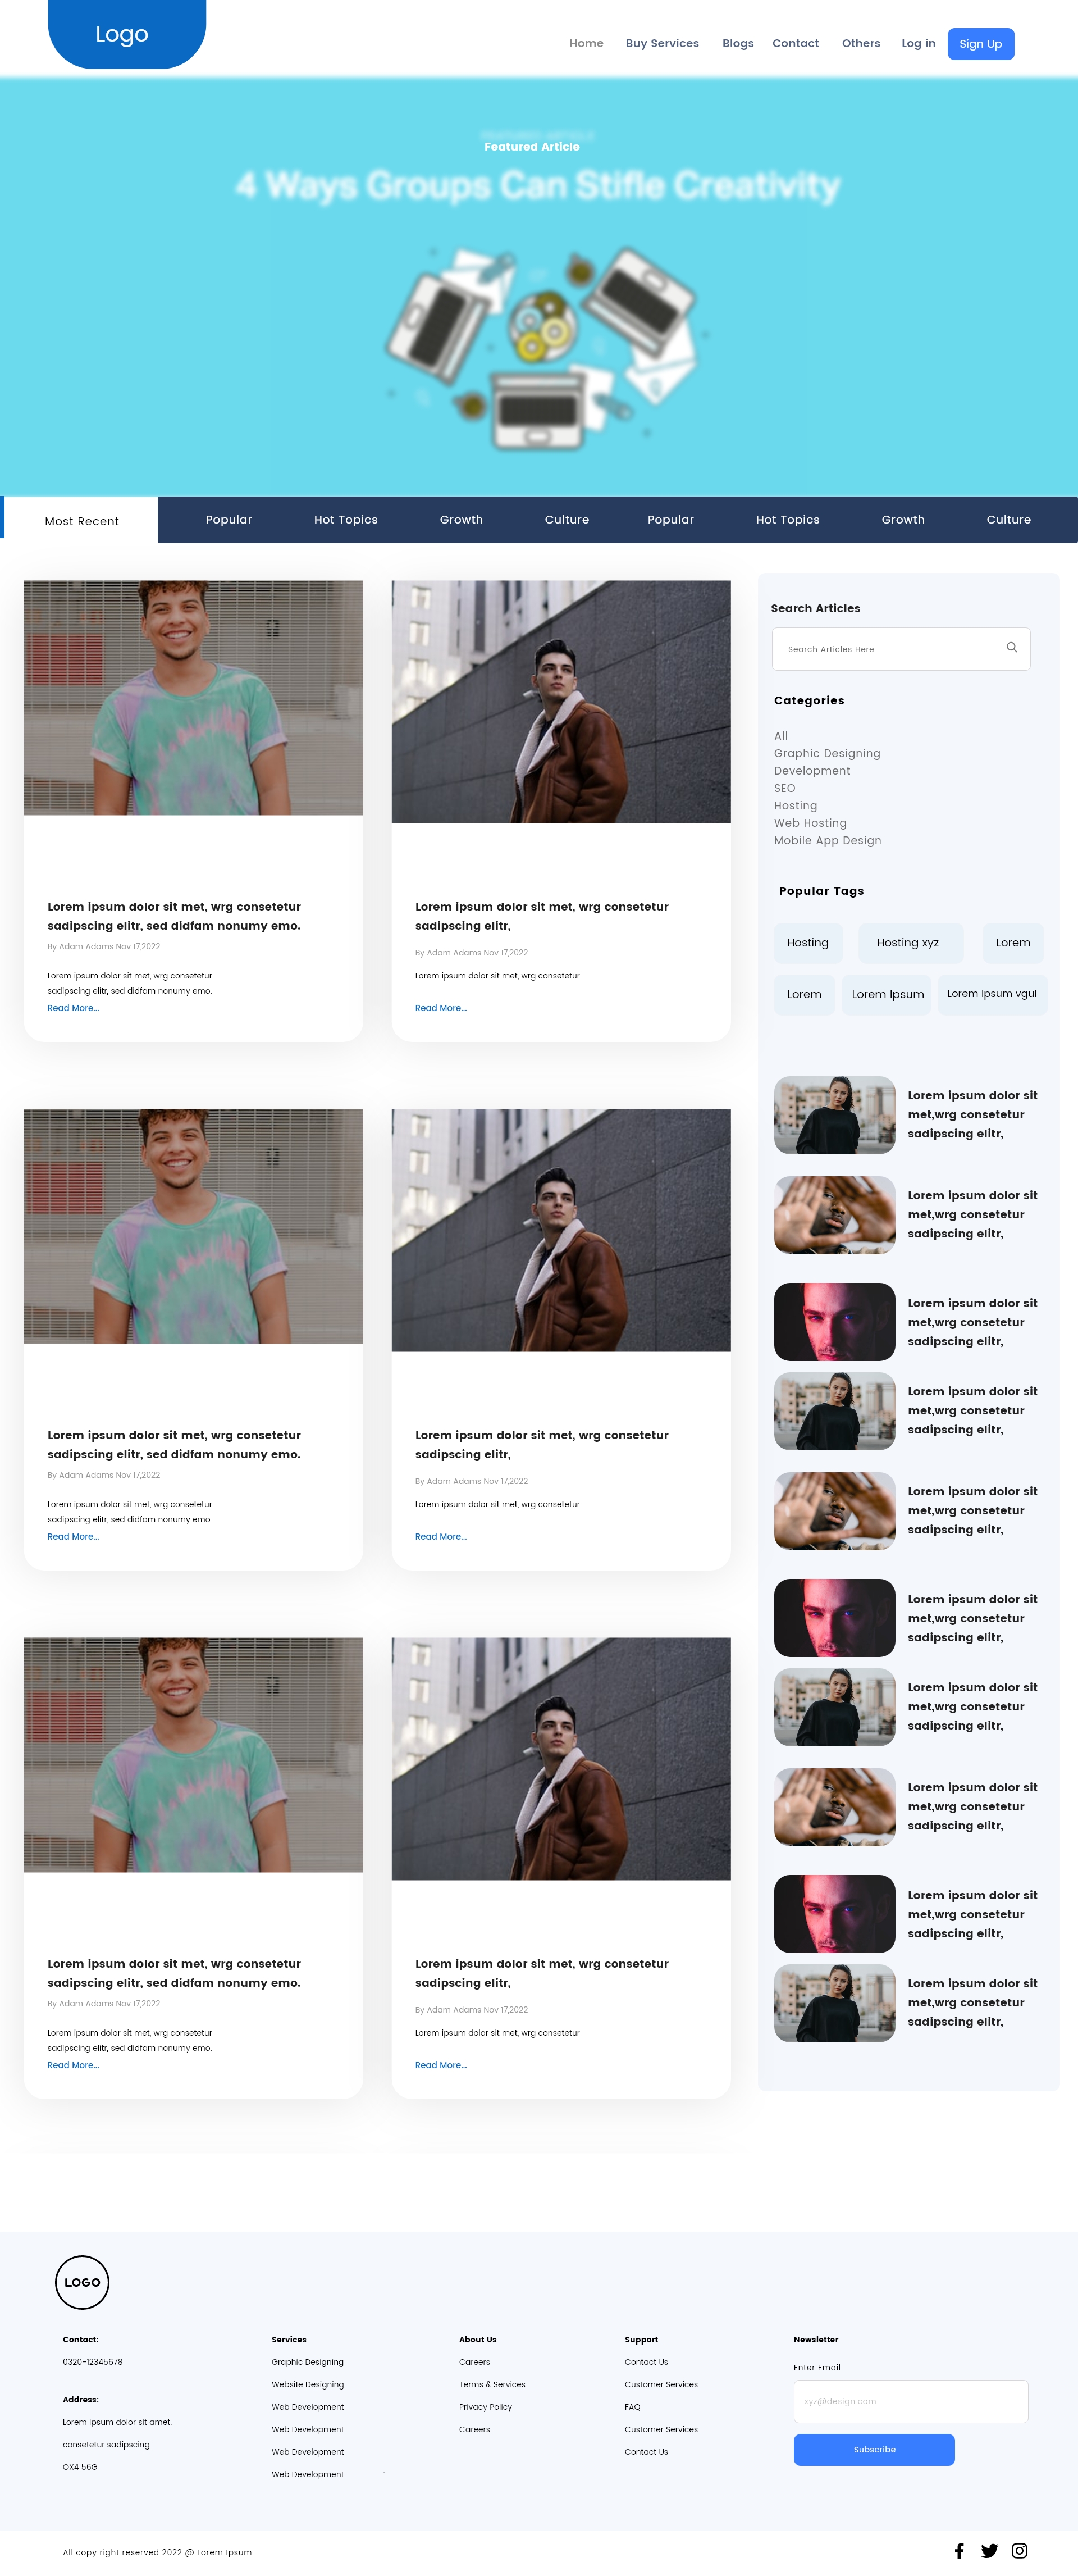 Logo
Home Buy Services Blogs Contact Others Log in Sign Up
Featured Article
4 Ways Groups Can Stifle Creativity
Most Recent Popular Hot Topics Growth Culture Popular Hot Topics Growth Culture
Lorem ipsum dolor sit met, wrg consetetur
sadipscing elitr, sed didfam nonumy emo.
By Adam Adams Nov 17,2022
Lorem ipsum dolor sit met, wrg consetetur
sadipscing elitr, sed didfam nonumy emo.
Read More...
Lorem ipsum dolor sit met, wrg consetetur
sadipscing elitr,
By Adam Adams Nov 17,2022
Lorem ipsum dolor sit met, wrg consetetur
Read More...
Lorem ipsum dolor sit met, wrg consetetur
sadipscing elitr, sed didfam nonumy emo.
By Adam Adams Nov 17,2022
Lorem ipsum dolor sit met, wrg consetetur
sadipscing elitr, sed didfam nonumy emo.
Read More...
Lorem ipsum dolor sit met, wrg consetetur
sadipscing elitr,
By Adam Adams Nov 17,2022
Lorem ipsum dolor sit met, wrg consetetur
Read More...
Lorem ipsum dolor sit met, wrg consetetur
sadipscing elitr, sed didfam nonumy emo.
By Adam Adams Nov 17,2022
Lorem ipsum dolor sit met, wrg consetetur
sadipscing elitr, sed didfam nonumy emo.
Read More...
Lorem ipsum dolor sit met, wrg consetetur
sadipscing elitr,
By Adam Adams Nov 17,2022
Lorem ipsum dolor sit met, wrg consetetur
Read More...
Search Articles
Search Articles Here....
Categories
All
Graphic Designing
Development
SEO
Hosting
Web Hosting
Mobile App Design
Popular Tags
Hosting Hosting xyz Lorem
Lorem Lorem Ipsum Lorem Ipsum vgui
Lorem ipsum dolor sit
met,wrg consetetur
sadipscing elitr,
Lorem ipsum dolor sit
met,wrg consetetur
sadipscing elitr,
Lorem ipsum dolor sit
met,wrg consetetur
sadipscing elitr,
Lorem ipsum dolor sit
met,wrg consetetur
sadipscing elitr,
Lorem ipsum dolor sit
met,wrg consetetur
sadipscing elitr,
Lorem ipsum dolor sit
met,wrg consetetur
sadipscing elitr,
Lorem ipsum dolor sit
met,wrg consetetur
sadipscing elitr,
Lorem ipsum dolor sit
met,wrg consetetur
sadipscing elitr,
Lorem ipsum dolor sit
met,wrg consetetur
sadipscing elitr,
Lorem ipsum dolor sit
met,wrg consetetur
sadipscing elitr,
LOGO
Contact:
0320-12345678
Address:
Lorem Ipsum dolor sit amet.
consetetur sadipscing
OX4 56G
Services
Graphic Designing
Website Designing
Web Development
Web Development
Web Development
Web Development
About Us
Careers
Terms & Services
Privacy Policy
Careers
Support
Contact Us
Customer Services
FAQ
Customer Services
Contact Us
Newsletter
Enter Email
xyz@design.com
Subscribe
All copy right reserved 2022 @ Lorem Ipsum